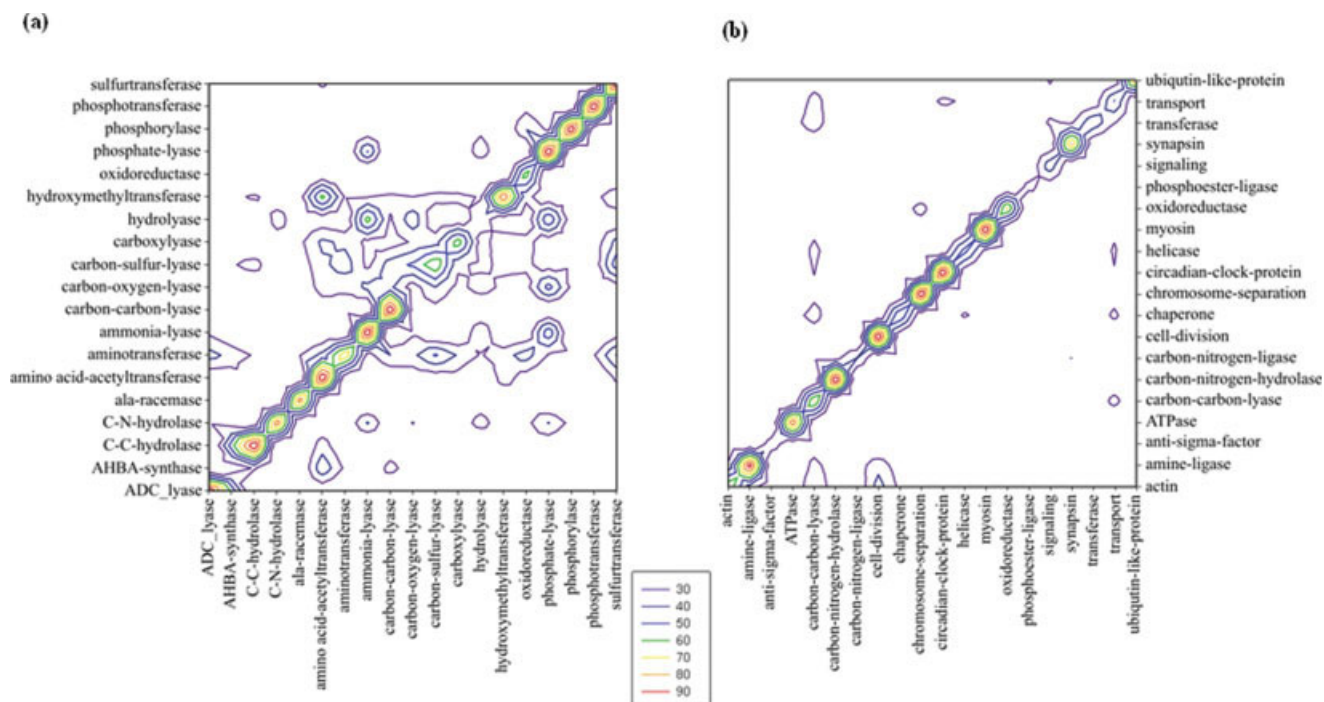 (a)
sulfurtransferase
phosphotransferase
phosphorylase
phosphate-lyase
oxidoreductase
hydroxymethyltransferase
hydrolyase
carboxylyase
carbon-sulfur-lyase
carbon-oxygen-lyase
carbon-carbon-lyase
ammonia-lyase
aminotransferase
amino acid-acetyltransferase
ala-racemase
C-N-hydrolase
C-C-hydrolase
AHBA-synthase
ADC_lyase
ADC_lyase
AHBA-synthase
C-C-hydrolase
C-N-hydrolase
ala-racemase
amino acid-acetyltransferase
aminotransferase
ammonia-lyase
carbon-carbon-lyase
carbon-oxygen-lyase
carbon-sulfur-lyase
carboxylyase
hydrolyase
hydroxymethyltransferase
oxidoreductase
phosphate-lyase
phosphorylase
phosphotransferase
sulfurtransferase
30
40
50
60
70
80
90
(b)
ubiqutin-like-protein
transport
transferase
synapsin
signaling
phosphoester-ligase
oxidoreductase
myosin
helicase
circadian-clock-protein
chromosome-separation
chaperone
cell-division
carbon-nitrogen-ligase
carbon-nitrogen-hydrolase
carbon-carbon-lyase
ATPase
anti-sigma-factor
amine-ligase
actin
actin
amine-ligase
anti-sigma-factor
ATPase
carbon-carbon-lyase
carbon-nitrogen-hydrolase
carbon-nitrogen-ligase
cell-division
chaperone
chromosome-separation
circadian-clock-protein
helicase
myosin
oxidoreductase
phosphoester-ligase
signaling
synapsin
transferase
transport
ubiqutin-like-protein